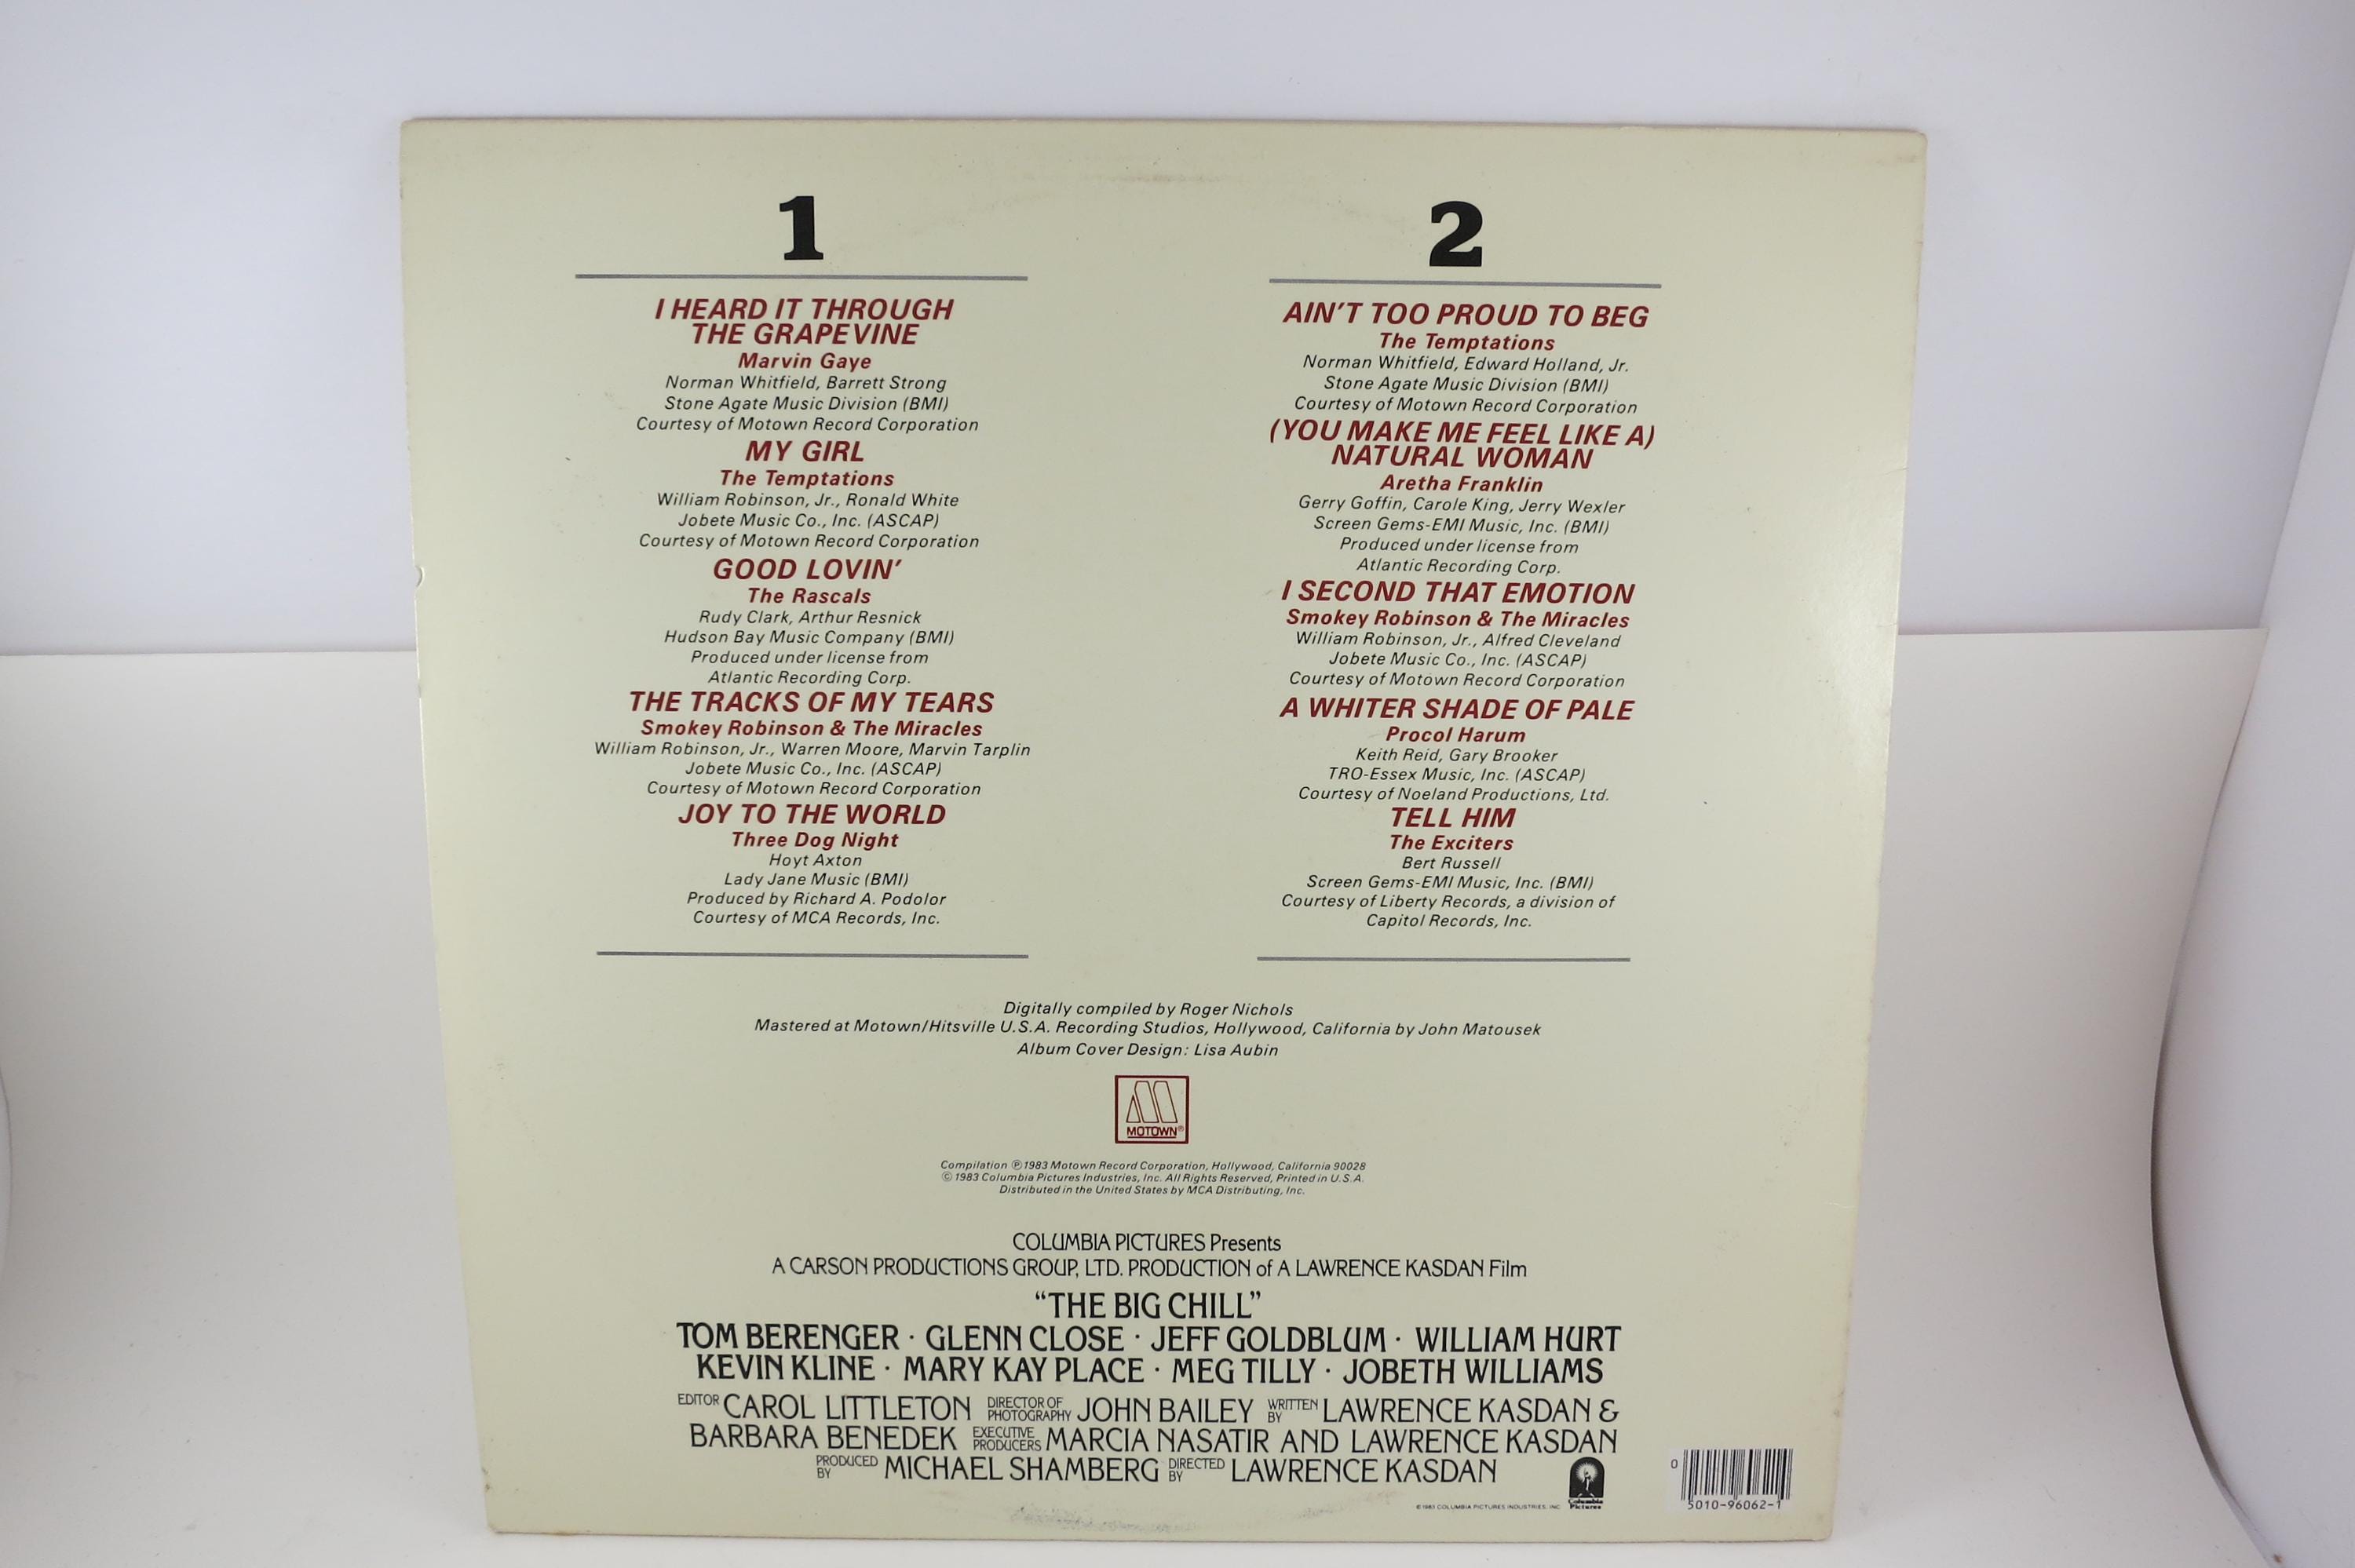 1
I HEARD IT THROUGH
THE GRAPEVINE
Marvin Gaye
Norman Whitfield, Barrett Strong
Stone Agate Music Division (BMI)
Courtesy of Motown Record Corporation
MY GIRL
The Temptations
William Robinson, Jr., Ronald White
Jobete Music Co., Inc. (ASCAP)
Courtesy of Motown Record Corporation
GOOD LOVIN'
The Rascals
Rudy Clark, Arthur Resnick
Hudson Bay Music Company (BMI)
Produced under license from
Atlantic Recording Corp.
THE TRACKS OF MY TEARS
Smokey Robinson & The Miracles
William Robinson, Jr., Warren Moore, Marvin Tarplin
Jobete Music Co., Inc. (ASCAP)
Courtesy of Motown Record Corporation
JOY TO THE WORLD
Three Dog Night
Hoyt Axton
Lady Jane Music (BMI)
Produced by Richard A. Podolor
Courtesy of MCA Records, Inc.
2
AIN'T TOO PROUD TO BEG
The Temptations
Norman Whitfield, Edward Holland, Jr.
Stone Agate Music Division (BMI)
Courtesy of Motown Record Corporation
(YOU MAKE ME FEEL LIKE A)
NATURAL WOMAN
Aretha Franklin
Gerry Goffin, Carole King, Jerry Wexler
Screen Gems-EMI Music, Inc. (BMI)
Produced under license from
Atlantic Recording Corp.
I SECOND THAT EMOTION
Smokey Robinson & The Miracles
William Robinson, Jr., Alfred Cleveland
Jobete Music Co., Inc. (ASCAP)
Courtesy of Motown Record Corporation
A WHITER SHADE OF PALE
Procol Harum
Keith Reid, Gary Brooker
TRO-Essex Music, Inc. (ASCAP)
Courtesy of Noeland Productions, Ltd.
TELL HIM
The Exciters
Bert Russell
Screen Gems-EMI Music, Inc. (BMI)
Courtesy of Liberty Records, a division of
Capitol Records, Inc.
Digitally compiled by Roger Nichols
Mastered at Motown/Hitsville U.S.A. Recording Studios, Hollywood, California by John Matousek
Album Cover Design: Lisa Aubin
MOTOWN®
Compilation ℗1983 Motown Record Corporation, Hollywood, California 90028
© 1983 Columbia Pictures Industries, Inc. All Rights Reserved, Printed in U.S.A.
Distributed in the United States by MCA Distributing, Inc.
COLUMBIA PICTURES Presents
A CARSON PRODUCTIONS GROUP, LTD. PRODUCTION of A LAWRENCE KASDAN Film
"THE BIG CHILL"
TOM BERENGER · GLENN CLOSE · JEFF GOLDBLUM · WILLIAM HURT
KEVIN KLINE · MARY KAY PLACE · MEG TILLY · JOBETH WILLIAMS
EDITOR CAROL LITTLETON DIRECTOR OF PHOTOGRAPHY JOHN BAILEY WRITTEN BY LAWRENCE KASDAN &
BARBARA BENEDEK EXECUTIVE PRODUCERS MARCIA NASATIR AND LAWRENCE KASDAN
PRODUCED BY MICHAEL SHAMBERG DIRECTED BY LAWRENCE KASDAN
© 1983 COLUMBIA PICTURES INDUSTRIES, INC.
Columbia
Pictures
0
5010-96062-1